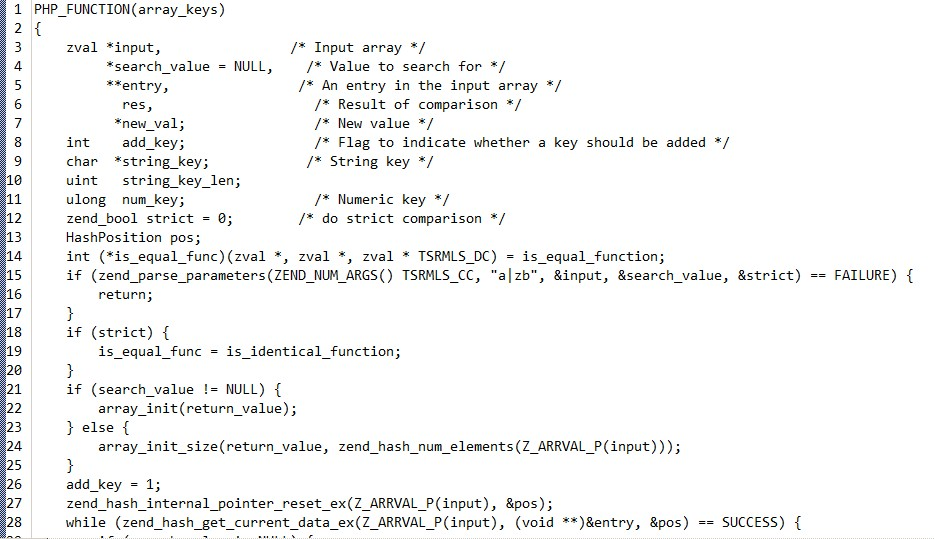 1 PHP_FUNCTION(array_keys)
2 {
3     zval *input,                /* Input array */
4          *search_value = NULL,    /* Value to search for */
5          **entry,                /* An entry in the input array */
6            res,                    /* Result of comparison */
7           *new_val;                /* New value */
8     int    add_key;                /* Flag to indicate whether a key should be added */
9     char  *string_key;            /* String key */
10     uint   string_key_len;
11     ulong  num_key;                /* Numeric key */
12     zend_bool strict = 0;        /* do strict comparison */
13     HashPosition pos;
14     int (*is_equal_func)(zval *, zval *, zval * TSRMLS_DC) = is_equal_function;
15     if (zend_parse_parameters(ZEND_NUM_ARGS() TSRMLS_CC, "a|zb", &input, &search_value, &strict) == FAILURE) {
16         return;
17     }
18     if (strict) {
19         is_equal_func = is_identical_function;
20     }
21     if (search_value != NULL) {
22         array_init(return_value);
23     } else {
24         array_init_size(return_value, zend_hash_num_elements(Z_ARRVAL_P(input)));
25     }
26     add_key = 1;
27     zend_hash_internal_pointer_reset_ex(Z_ARRVAL_P(input), &pos);
28     while (zend_hash_get_current_data_ex(Z_ARRVAL_P(input), (void **)&entry, &pos) == SUCCESS) {